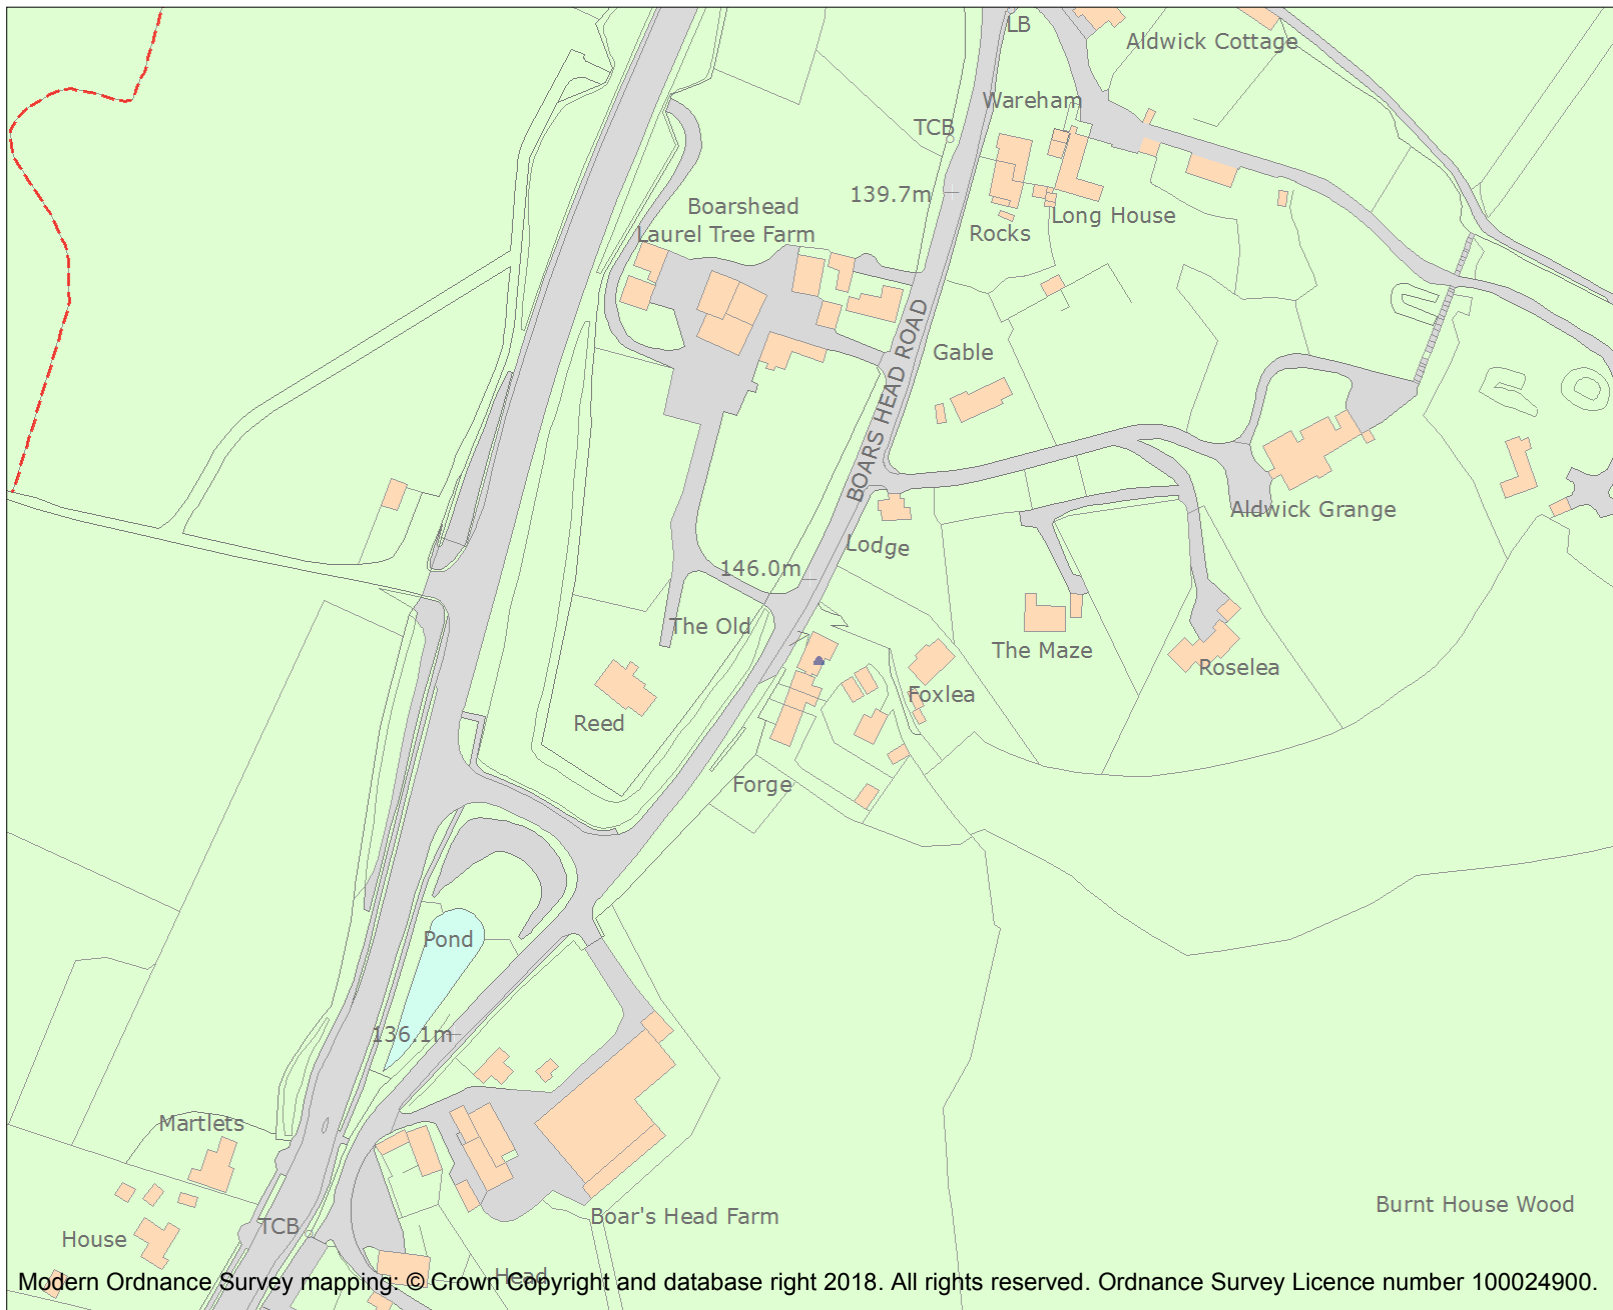 LB
Aldwick Cottage
Wareham
TCB
139.7m
Boarshead
Laurel Tree Farm
Long House
Rocks
BOARS HEAD ROAD
Gable
Aldwick Grange
Lodge
146.0m
The Old
The Maze
Roselea
Foxlea
Reed
Forge
Pond
136.1m
Martlets
Burnt House Wood
Boar's Head Farm
TCB
House
Head
Modern Ordnance Survey mapping: © Crown Copyright and database right 2018. All rights reserved. Ordnance Survey Licence number 100024900.